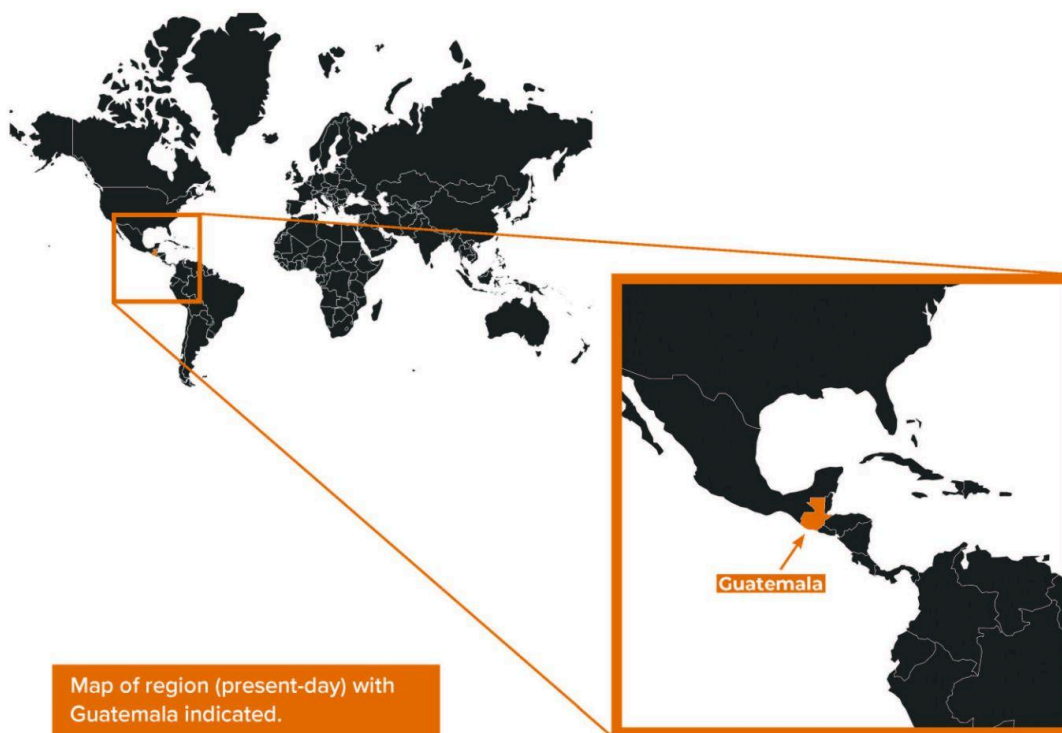 Guatemala
Map of region (present-day) with
Guatemala indicated.